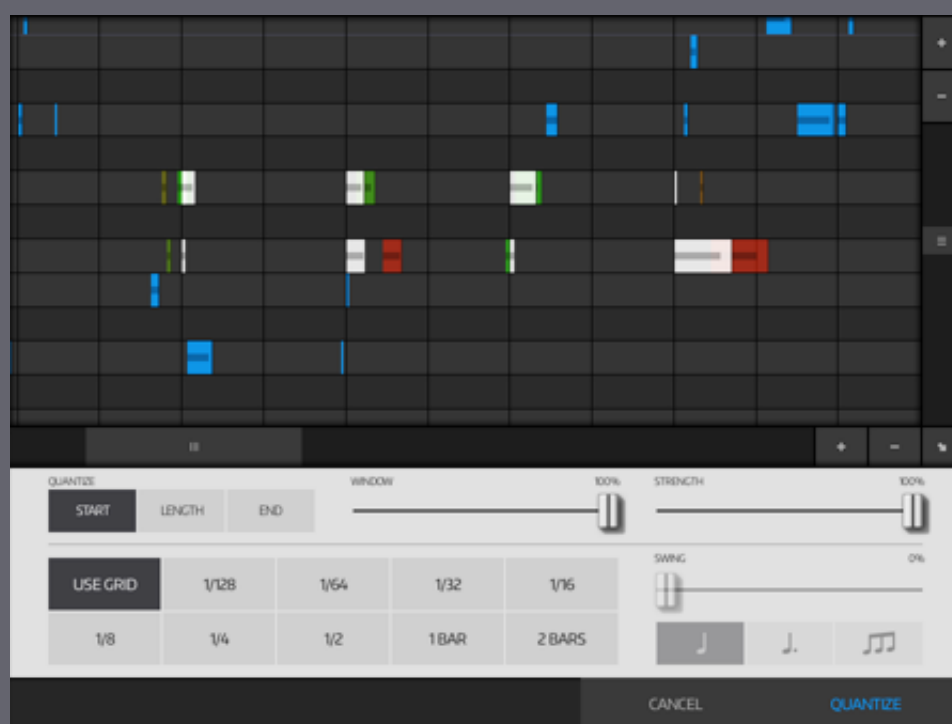 QUANTIZE WINDOW 100% STRENGTH 100%
START LENGTH END
SWING 0%
USE GRID 1/128 1/64 1/32 1/16
1/8 1/4 1/2 1 BAR 2 BARS
CANCEL QUANTIZE